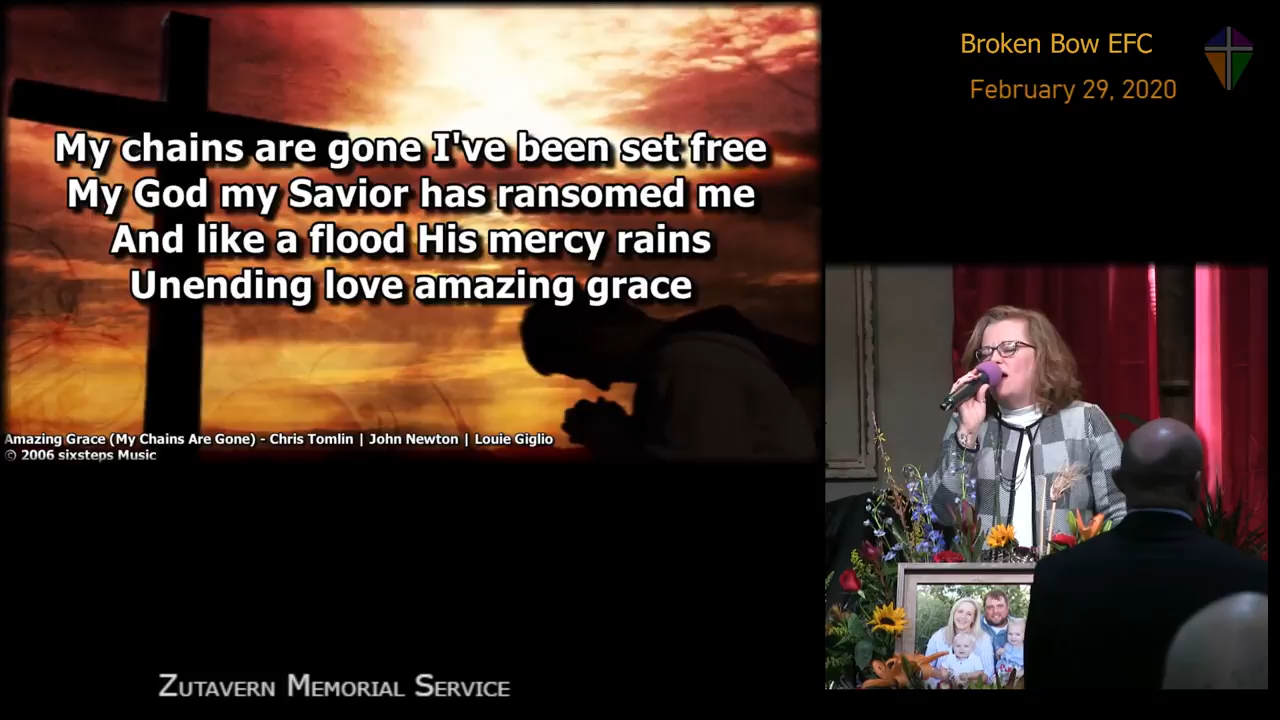 My chains are gone I've been set free
My God my Savior has ransomed me
And like a flood His mercy rains
Unending love amazing grace
Amazing Grace (My Chains Are Gone) - Chris Tomlin | John Newton | Louie Giglio
© 2006 sixsteps Music
Broken Bow EFC
February 29, 2020
Zutavern Memorial Service